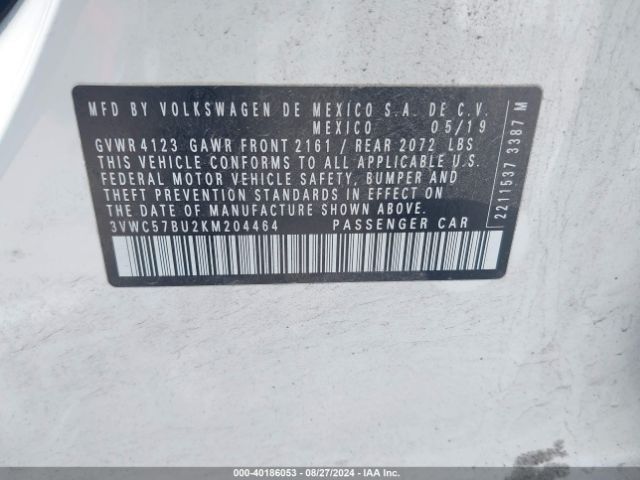 MFD BY VOLKSWAGEN DE MEXICO S.A. DE C.V.
MEXICO 05/19
GVWR 4123 GAWR FRONT 2161 / REAR 2072 LBS
THIS VEHICLE CONFORMS TO ALL APPLICABLE U.S.
FEDERAL MOTOR VEHICLE SAFETY, BUMPER AND
THEFT PREVENTION STANDARDS IN EFFECT ON
THE DATE OF MANUFACTURE SHOWN ABOVE.
3VWC57BU2KM204464 PASSENGER CAR
2211537 3387 M
000-40186053 - 08/27/2024 - IAA Inc.